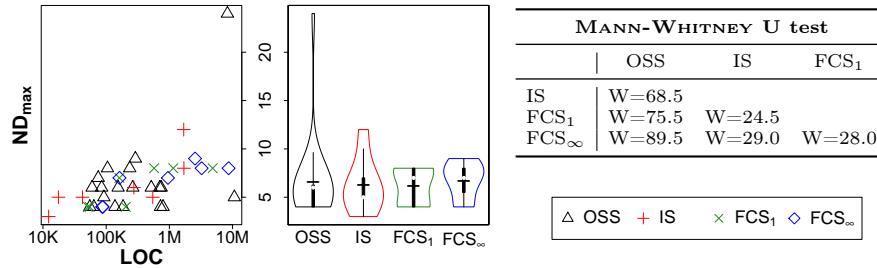 ND_max
10K 100K 1M 10M
LOC
5 10 15 20
OSS IS FCS₁ FCS∞
MANN-WHITNEY U test
OSS IS FCS₁
IS W=68.5
FCS₁ W=75.5 W=24.5
FCS∞ W=89.5 W=29.0 W=28.0
OSS IS FCS₁ FCS∞